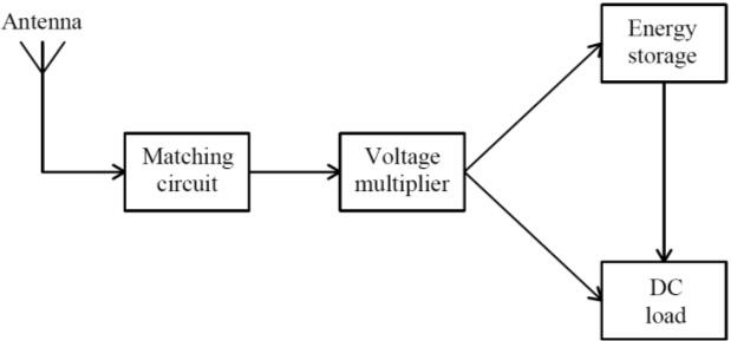 Antenna
Matching
circuit
Voltage
multiplier
Energy
storage
DC
load